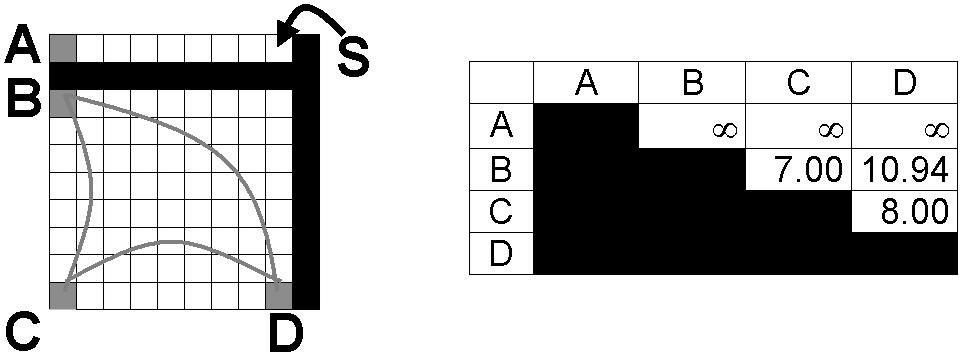 A
S
B
C
D
A B C D
A ∞ ∞ ∞
B 7.00 10.94
C 8.00
D